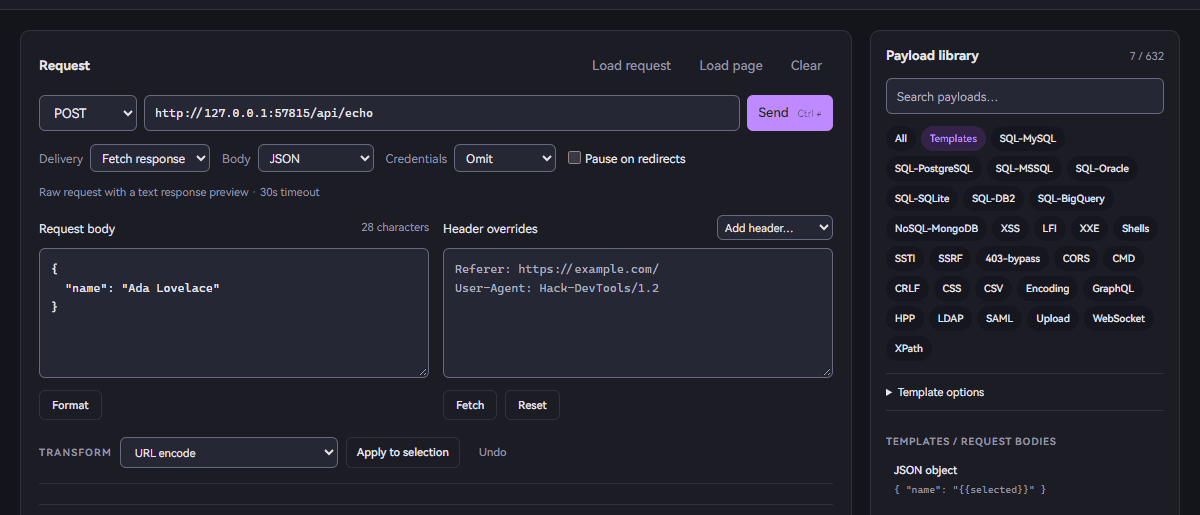 Request
Load request
Load page
Clear
POST
http://127.0.0.1:57815/api/echo
Send Ctrl ↵
Delivery
Fetch response
Body
JSON
Credentials
Omit
Pause on redirects
Raw request with a text response preview · 30s timeout
Request body
28 characters
{
"name": "Ada Lovelace"
}
Format
Header overrides
Add header...
Referer: https://example.com/
User-Agent: Hack-DevTools/1.2
Fetch
Reset
TRANSFORM
URL encode
Apply to selection
Undo
Payload library
7 / 632
Search payloads...
All Templates SQL-MySQL
SQL-PostgreSQL SQL-MSSQL SQL-Oracle
SQL-SQLite SQL-DB2 SQL-BigQuery
NoSQL-MongoDB XSS LFI XXE Shells
SSTI SSRF 403-bypass CORS CMD
CRLF CSS CSV Encoding GraphQL
HPP LDAP SAML Upload WebSocket
XPath
Template options
TEMPLATES / REQUEST BODIES
JSON object
{ "name": "{{selected}}" }